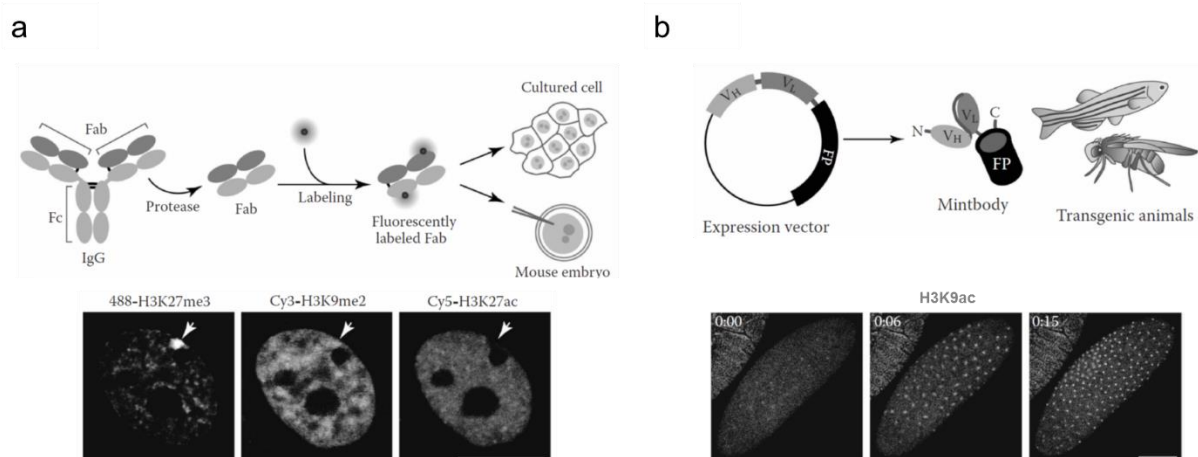 a
Fab
Fc
IgG
Protease
Fab
Labeling
Fluorescently
labeled Fab
Cultured cell
Mouse embryo
488-H3K27me3
Cy3-H3K9me2
Cy5-H3K27ac
b
VH
VL
FP
Expression vector
N
VH
VL
C
FP
Mintbody
Transgenic animals
H3K9ac
0:00
0:06
0:15